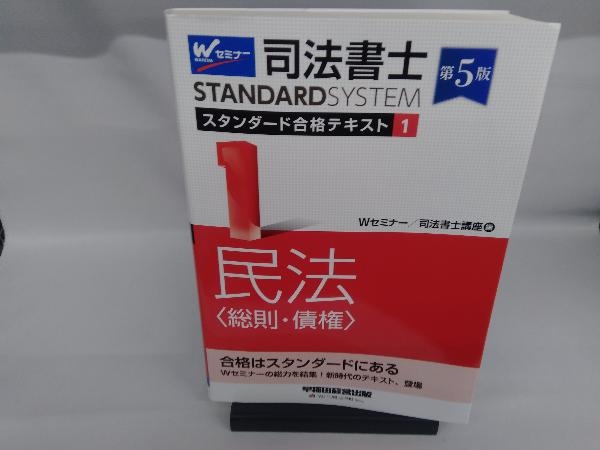 Wセミナー
WASEDA
司法書士
第5版
STANDARDSYSTEM
スタンダード合格テキスト 1
1
Wセミナー/司法書士講座 編
民法
〈総則・債権〉
合格はスタンダードにある
Wセミナーの総力を結集!新時代のテキスト、登場
早稲田経営出版